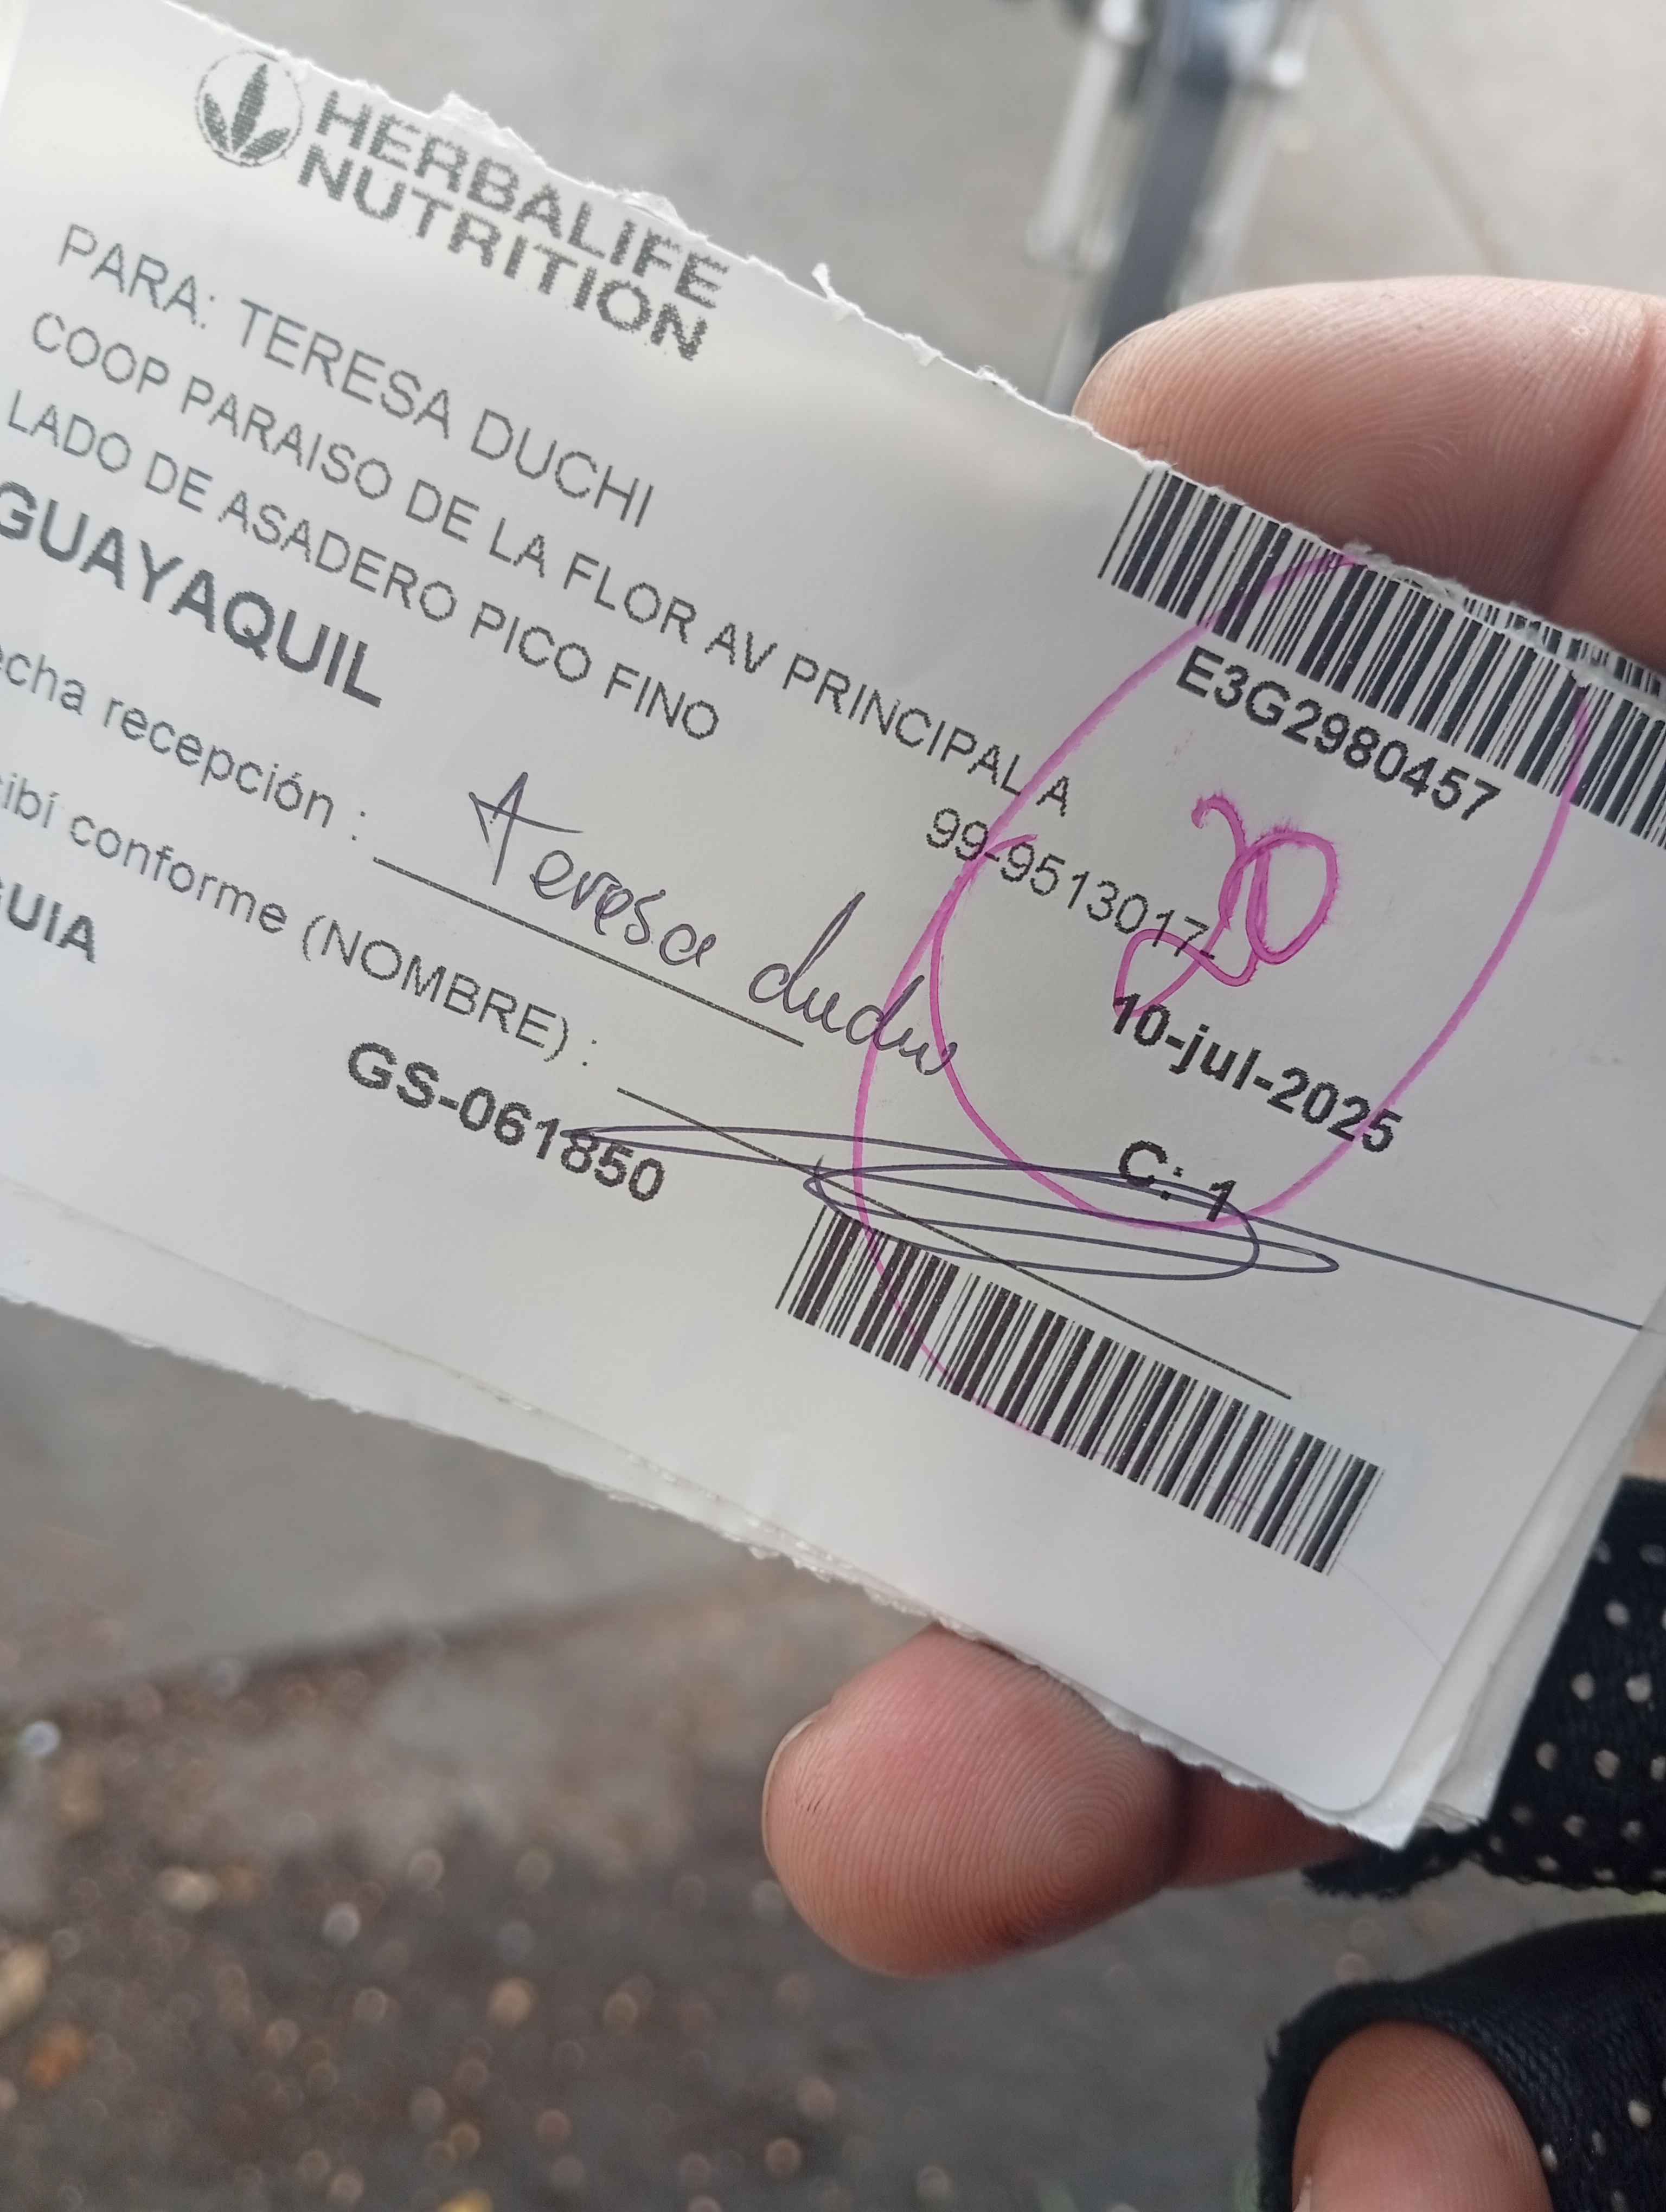 HERBALIFE
NUTRITION
PARA: TERESA DUCHI
COOP PARAISO DE LA FLOR AV PRINCIPAL A
LADO DE ASADERO PICO FINO
GUAYAQUIL
E3G2980457
99-9513017-
20
10-jul-2025
C: 1
echa recepción :
Teresa
ibí conforme (NOMBRE) :
UIA
GS-061850